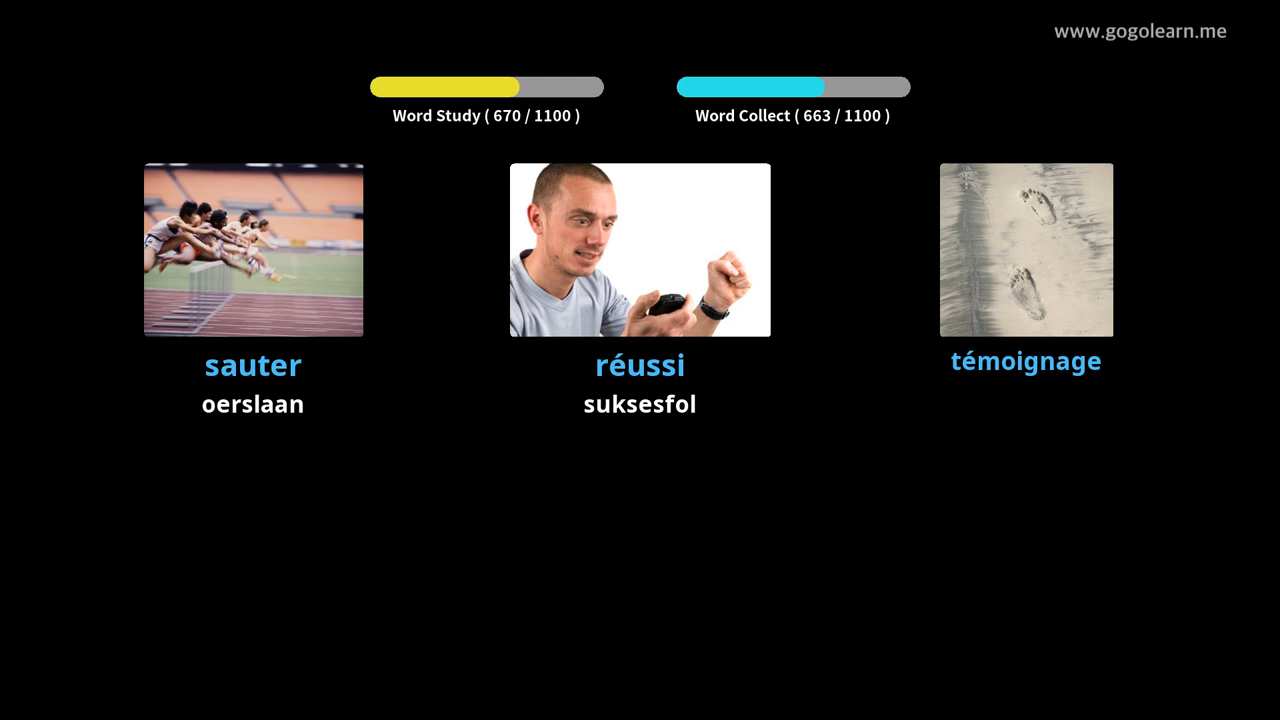 www.gogolearn.me
Word Study ( 670 / 1100 )
Word Collect ( 663 / 1100 )
sauter
oerslaan
réussi
suksesfol
témoignage